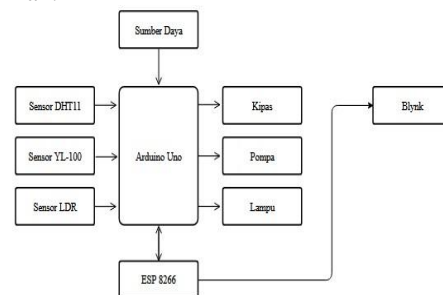 Sumber Daya
Sensor DHT11
Kipas
Blynk
Sensor YL-100
Arduino Uno
Pompa
Sensor LDR
Lampu
ESP 8266